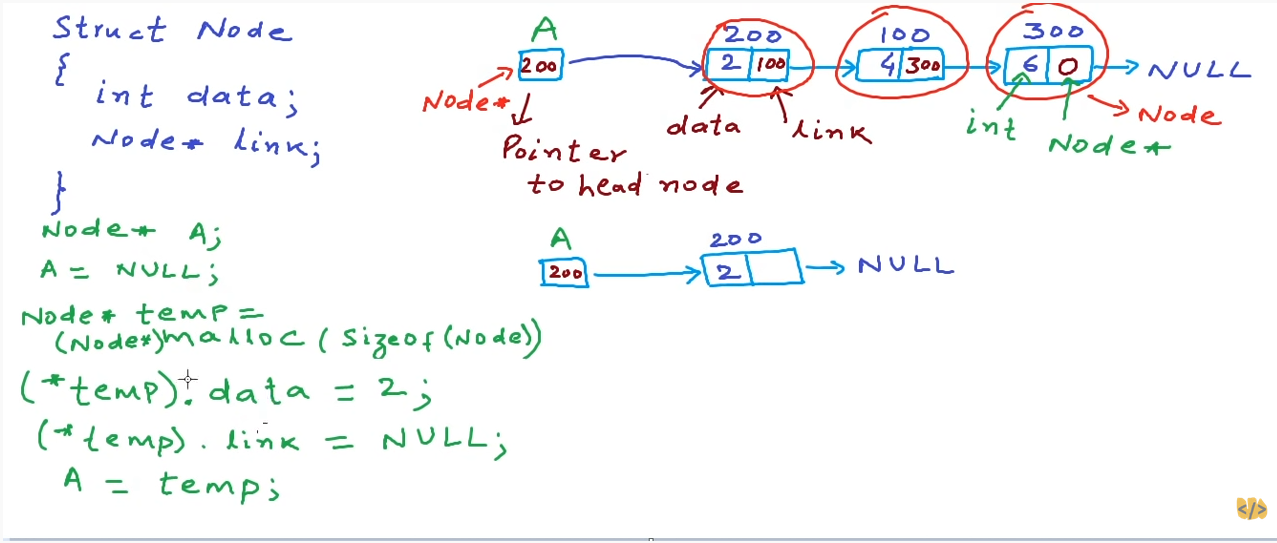 Struct Node
{
int data;
Node* link;
}
Node* A;
A = NULL;
Node* temp =
(Node*)malloc(sizeof(Node))
(*temp).data = 2;
(*temp).link = NULL;
A = temp;
A
200
200 100 300
2 100 4 300 6 0 NULL
Node*
data link int Node* Node
Pointer
to head node
A 200
200 2 NULL
</>